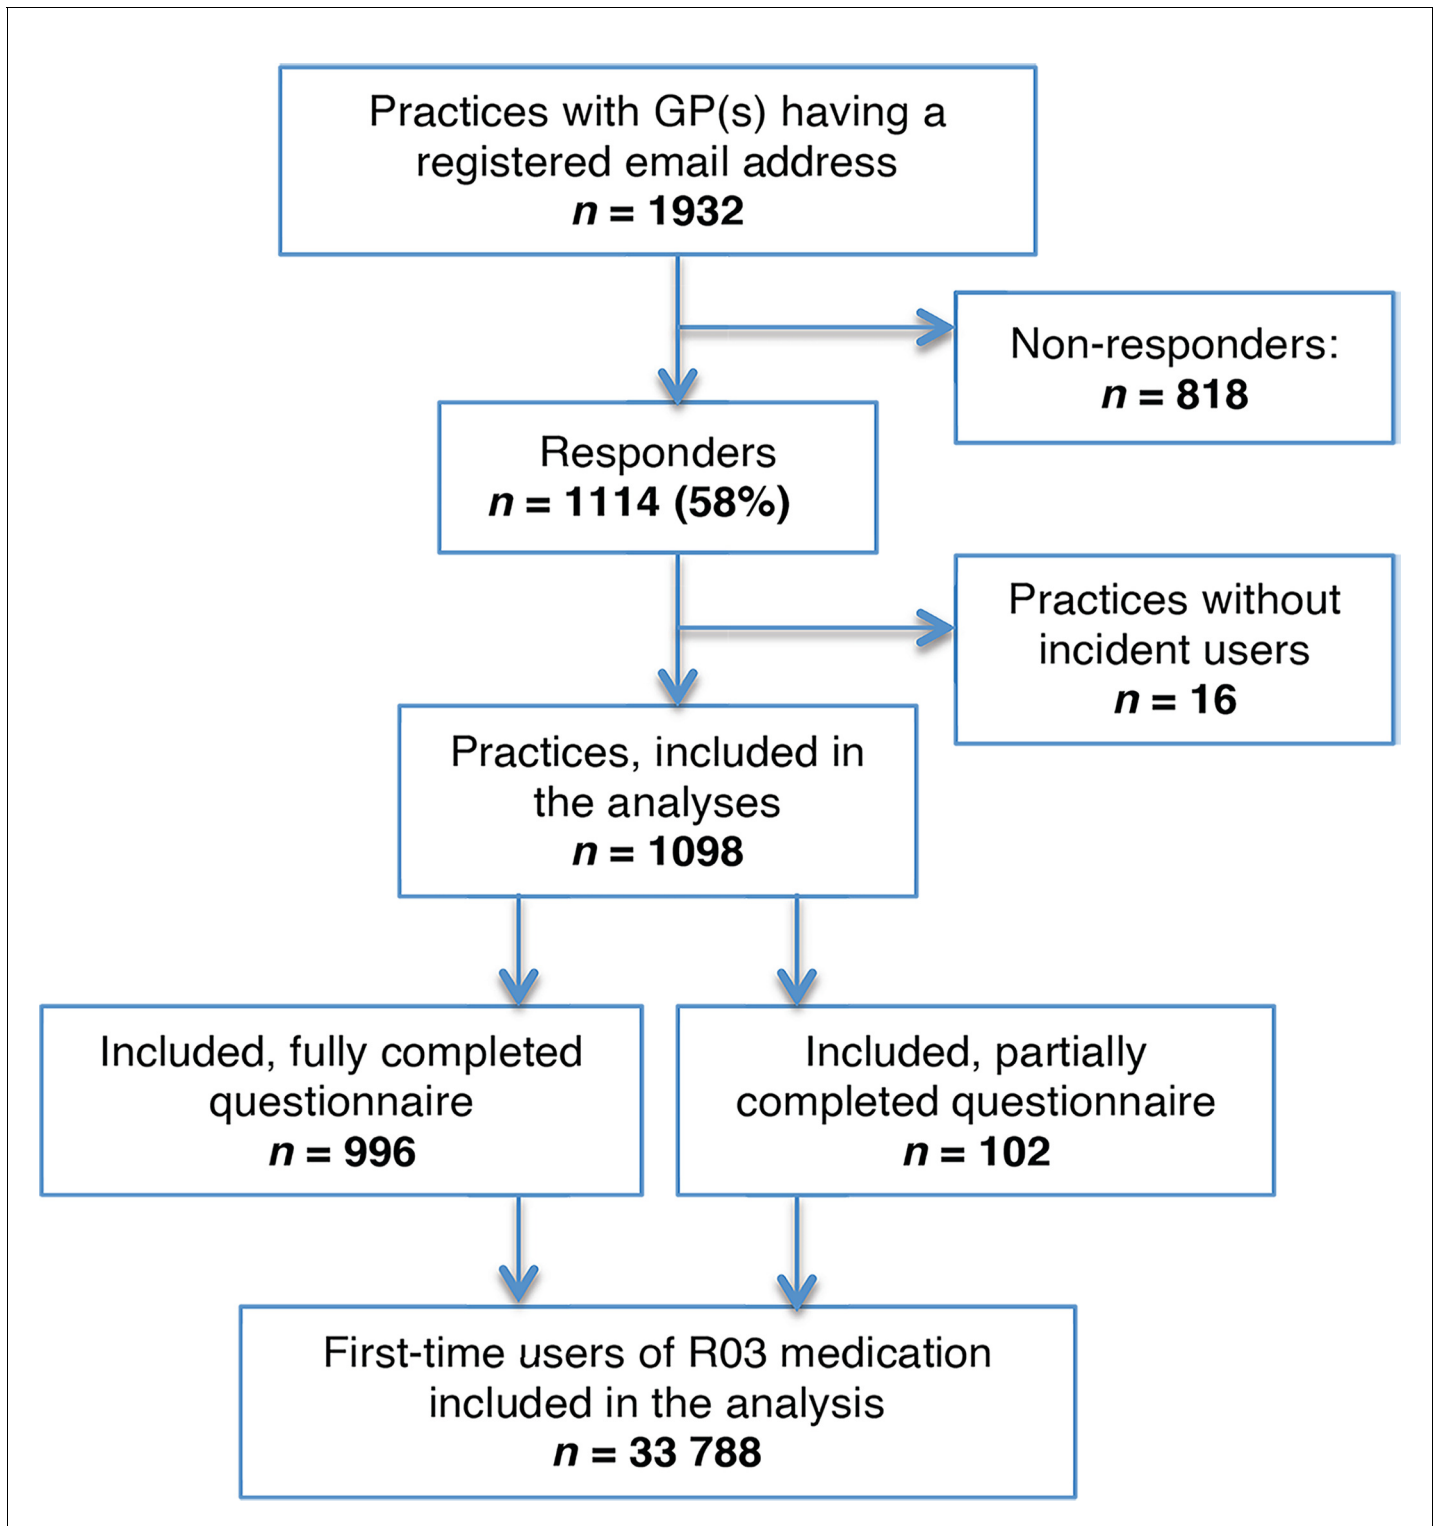 Practices with GP(s) having a
registered email address
n = 1932
Non-responders:
n = 818
Responders
n = 1114 (58%)
Practices without
incident users
n = 16
Practices, included in
the analyses
n = 1098
Included, fully completed
questionnaire
n = 996
Included, partially
completed questionnaire
n = 102
First-time users of R03 medication
included in the analysis
n = 33 788